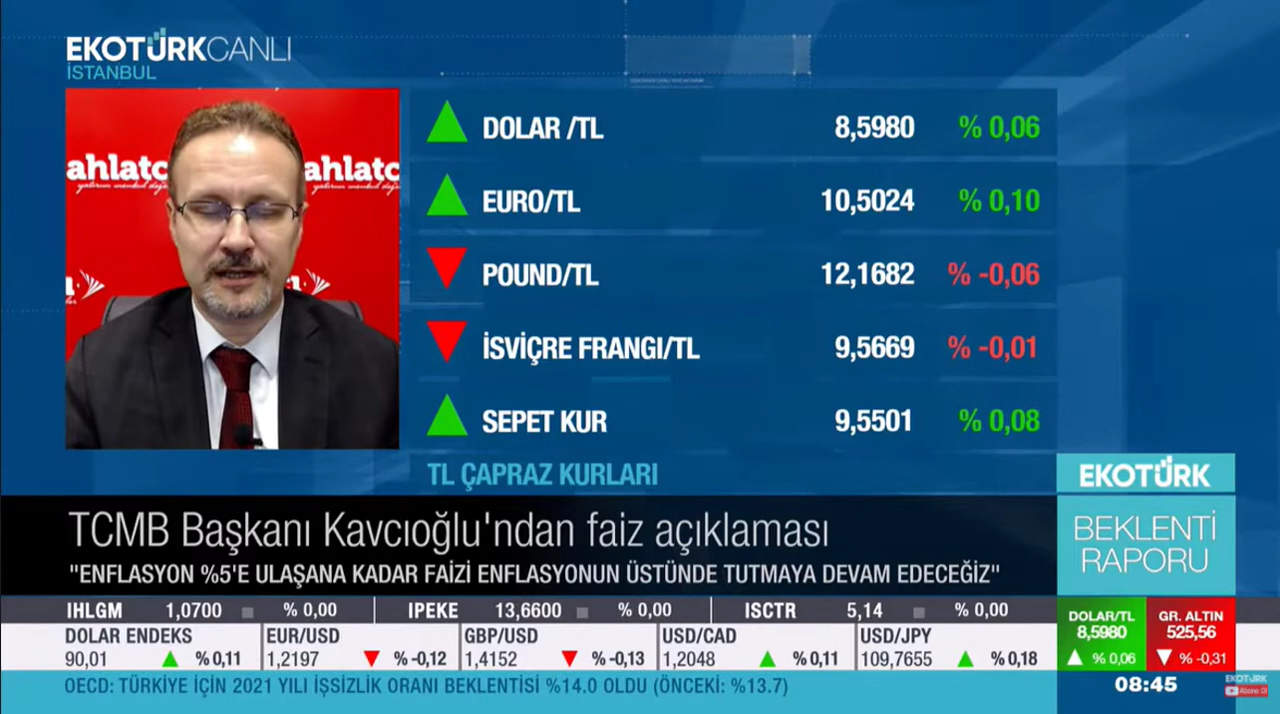 EKOTÜRK CANLI
İSTANBUL
ahlatc
ahlatc
DOLAR /TL 8,5980 % 0,06
EURO/TL 10,5024 % 0,10
POUND/TL 12,1682 % -0,06
İSVİÇRE FRANGI/TL 9,5669 % -0,01
SEPET KUR 9,5501 % 0,08
TL ÇAPRAZ KURLARI
EKOTÜRK
BEKLENTİ
RAPORU
TCMB Başkanı Kavcıoğlu'ndan faiz açıklaması
"ENFLASYON %5'E ULAŞANA KADAR FAİZİ ENFLASYONUN ÜSTÜNDE TUTMAYA DEVAM EDECEĞİZ"
IHLGM 1,0700 % 0,00 IPEKE 13,6600 % 0,00 ISCTR 5,14 % 0,00
DOLAR ENDEKS EUR/USD GBP/USD USD/CAD USD/JPY
90,01 % 0,11 1,2197 % -0,12 1,4152 % -0,13 1,2048 % 0,11 109,7655 % 0,18
DOLAR/TL
8,5980
% 0,06
GR. ALTIN
525,56
% -0,31
OECD: TÜRKİYE İÇİN 2021 YILI İŞSİZLİK ORANI BEKLENTİSİ %14.0 OLDU (ÖNCEKİ: %13.7)
08:45
EKOTÜRK
Abone Ol